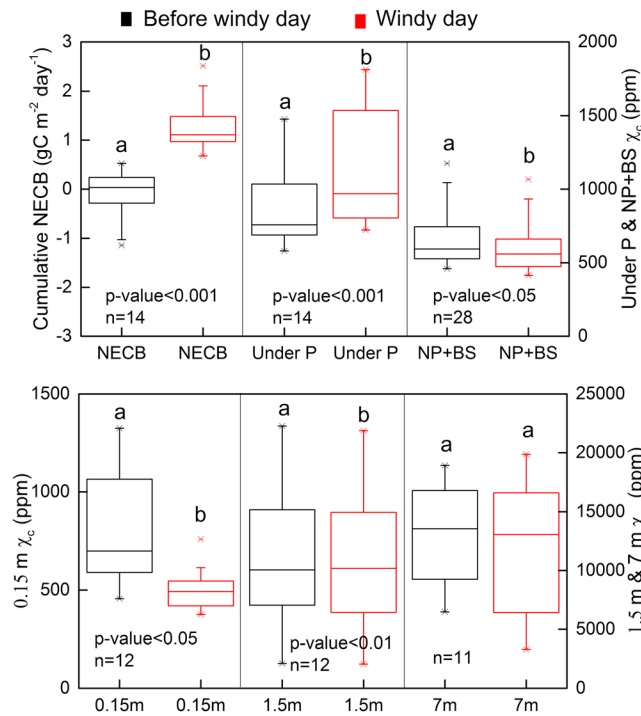 Before windy day
Windy day
Cumulative NECB (gC m⁻² day⁻¹)
3
2
1
0
-1
-2
-3
a
b
a
b
a
b
p-value<0.001
n=14
p-value<0.001
n=14
p-value<0.05
n=28
2000
1500
1000
500
0
Under P & NP+BS χc (ppm)
NECB NECB Under P Under P NP+BS NP+BS
0.15 m χc (ppm)
1500
1000
500
0
a
b
a
b
a
a
p-value<0.05
n=12
p-value<0.01
n=12
n=11
25000
20000
15000
10000
5000
0
1.5 m & 7 m χ (ppm)
0.15m 0.15m 1.5m 1.5m 7m 7m